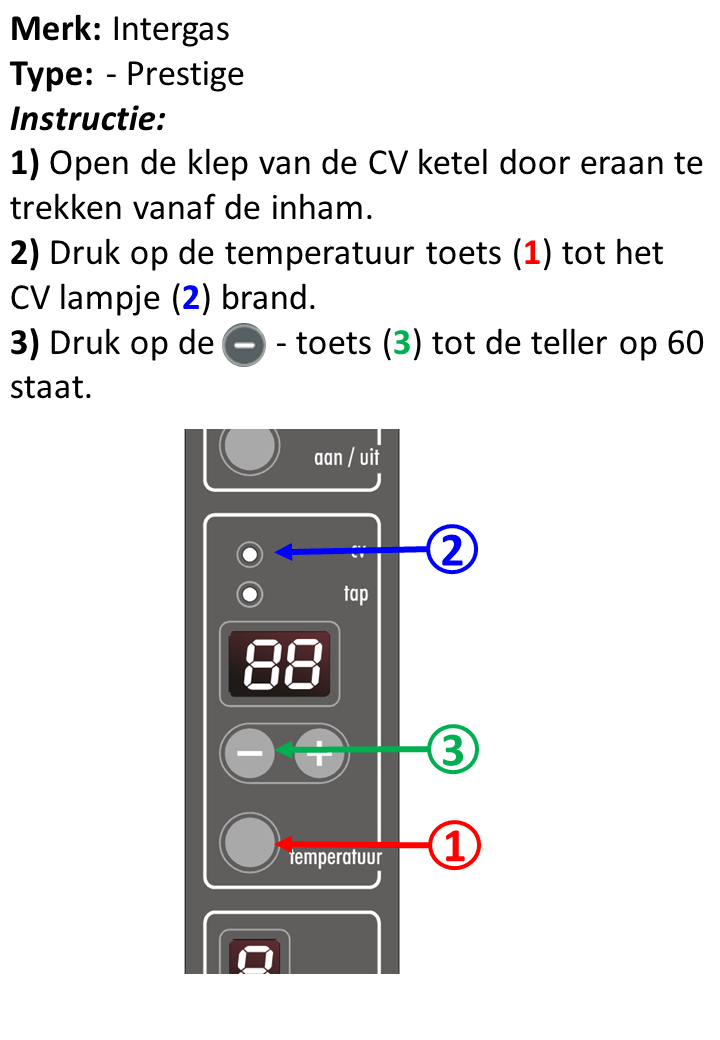 Merk: Intergas
Type: - Prestige
Instructie:
1) Open de klep van de CV ketel door eraan te
trekken vanaf de inham.
2) Druk op de temperatuur toets (1) tot het
CV lampje (2) brand.
3) Druk op de - toets (3) tot de teller op 60
staat.
aan / uit
cv
2
tap
88
− +
3
temperatuur
1
8